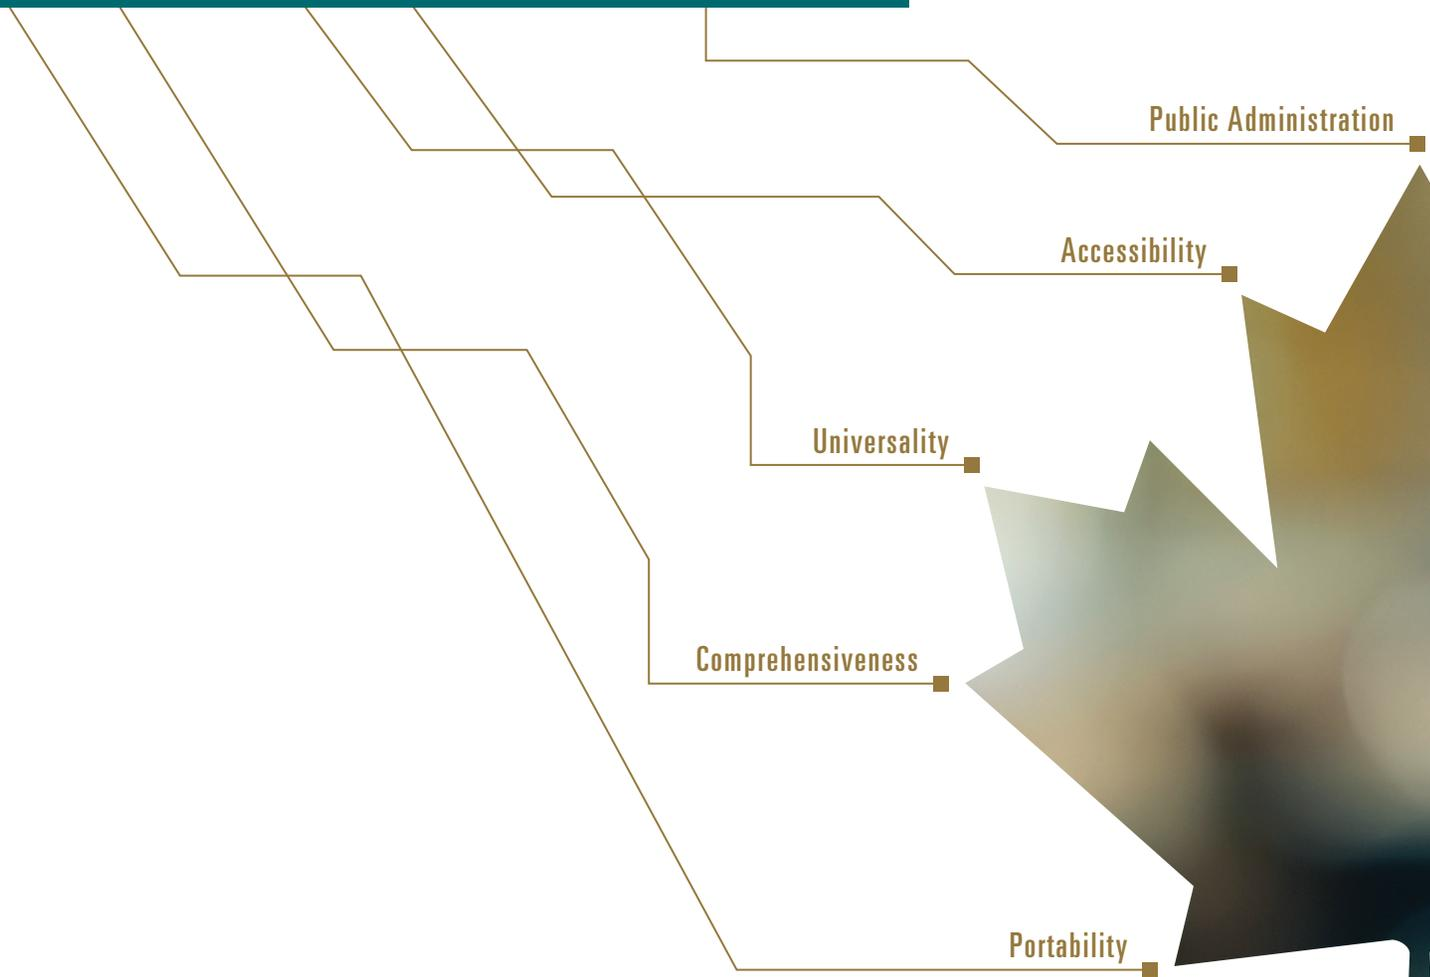 Public Administration
Accessibility
Universality
Comprehensiveness
Portability